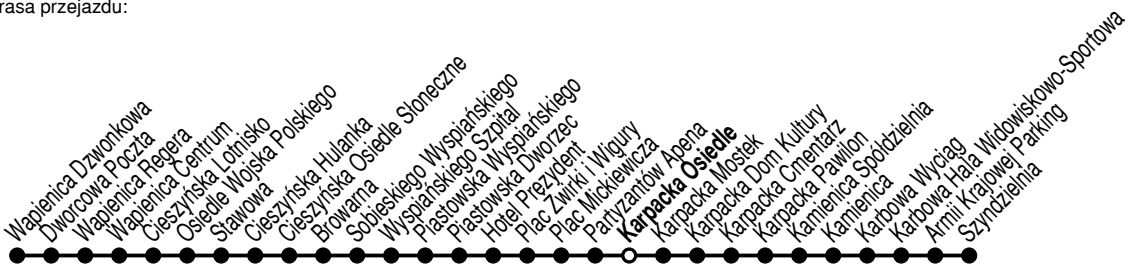 rasa przejazdu:
Wapienica Dzwonkowa
Dworcowa Poczta
Wapienica Regera
Wapienica Centrum
Cieszyńska Lotnisko
Osiedle Wojska Polskiego
Stawowa
Cieszyńska Hulanka
Cieszyńska Osiedle Słoneczne
Browarna
Sobieskiego Wyspiańskiego
Wyspiańskiego Szpital
Piastowska Wyspiańskiego
Piastowska Dworzec
Hotel Prezydent
Plac Żwirki i Wigury
Plac Mickiewicza
Partyzantów Apena
Karpacka Osiedle
Karpacka Mostek
Karpacka Dom Kultury
Karpacka Cmentarz
Karpacka Pawilon
Kamienica Spółdzielnia
Kamienica
Karbowa Wyciąg
Karbowa Hala Widowiskowo-Sportowa
Armii Krajowej Parking
Szyndzielnia